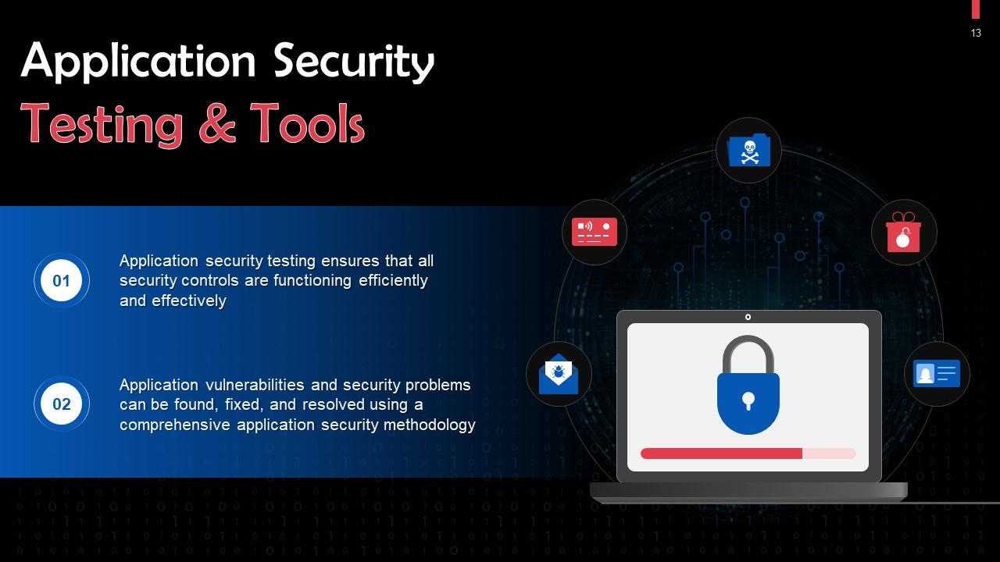 13
Application Security
Testing & Tools
01
Application security testing ensures that all
security controls are functioning efficiently
and effectively
02
Application vulnerabilities and security problems
can be found, fixed, and resolved using a
comprehensive application security methodology